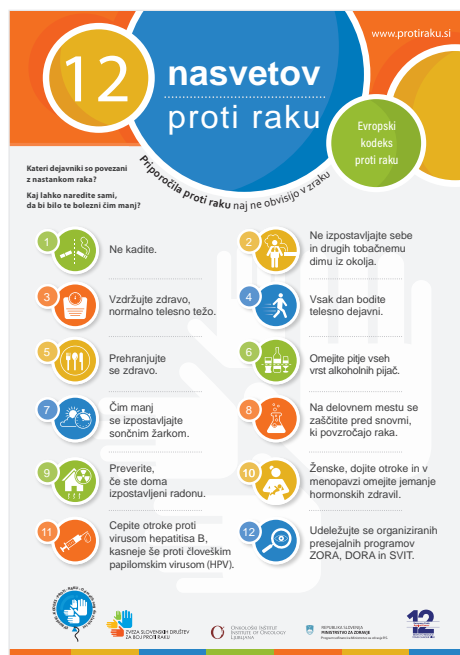 www.protiraku.si
12
nasvetov
proti raku
Evropski
kodeks
proti raku
Priporočila proti raku naj ne obvisijo v zraku
Kateri dejavniki so povezani
z nastankom raka?
Kaj lahko naredite sami,
da bi bilo te bolezni čim manj?
1
Ne kadite.
2
Ne izpostavljajte sebe
in drugih tobačnemu
dimu iz okolja.
3
Vzdržujte zdravo,
normalno telesno težo.
4
Vsak dan bodite
telesno dejavni.
5
Prehranjujte
se zdravo.
6
Omejite pitje vseh
vrst alkoholnih pijač.
7
Čim manj
se izpostavljajte
sončnim žarkom.
8
Na delovnem mestu se
zaščitite pred snovmi,
ki povzročajo raka.
9
Preverite,
če ste doma
izpostavljeni radonu.
10
Ženske, dojite otroke in v
menopavzi omejite jemanje
hormonskih zdravil.
11
Cepite otroke proti
virusom hepatitisa B,
kasneje še proti človeškim
papilomskim virusom (HPV).
12
Udeležujte se organiziranih
presejalnih programov
ZORA, DORA in SVIT.
ZVEZA SLOVENSKIH DRUŠTEV
ZA BOJ PROTI RAKU
ONKOLOŠKI INŠTITUT
INSTITUTE OF ONCOLOGY
LJUBLJANA
REPUBLIKA SLOVENIJA
MINISTRSTVO ZA ZDRAVJE
12